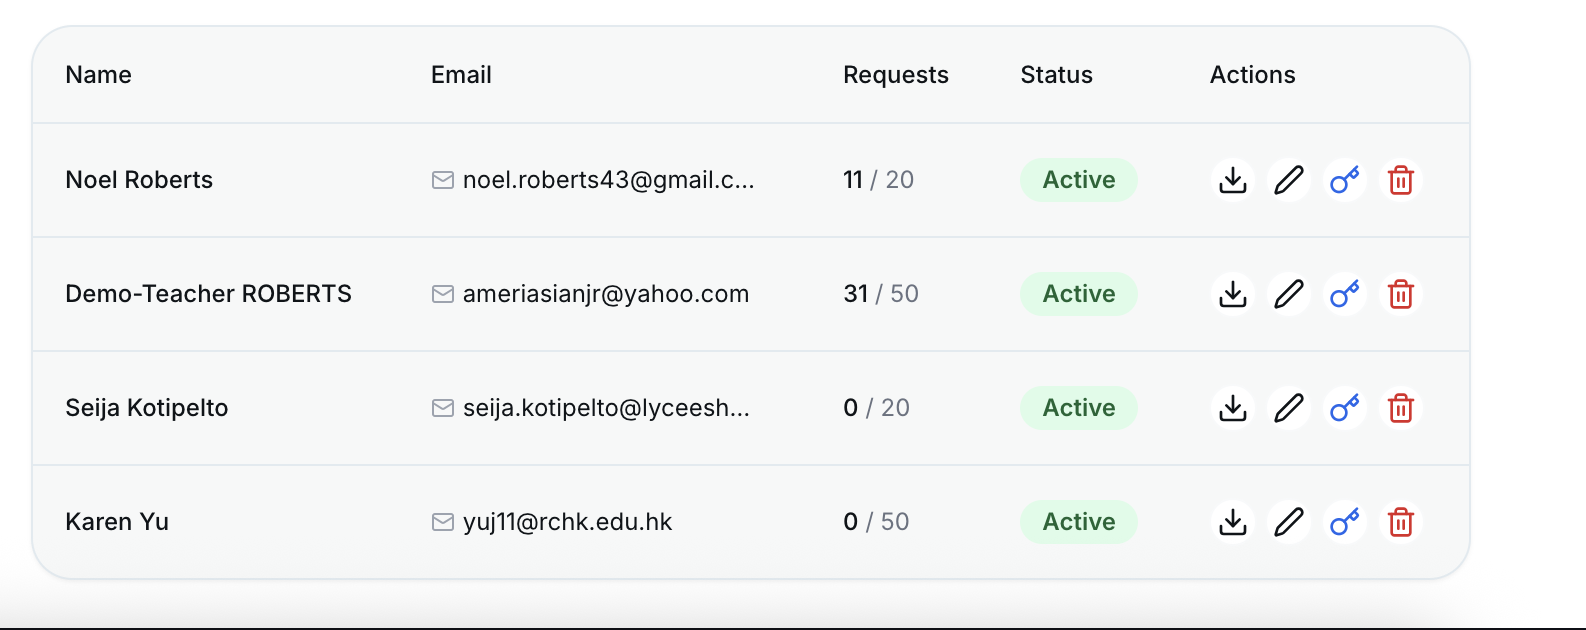 Name Email Requests Status Actions
Noel Roberts noel.roberts43@gmail.c... 11 / 20 Active
Demo-Teacher ROBERTS ameriasianjr@yahoo.com 31 / 50 Active
Seija Kotipelto seija.kotipelto@lyceesh... 0 / 20 Active
Karen Yu yuj11@rchk.edu.hk 0 / 50 Active